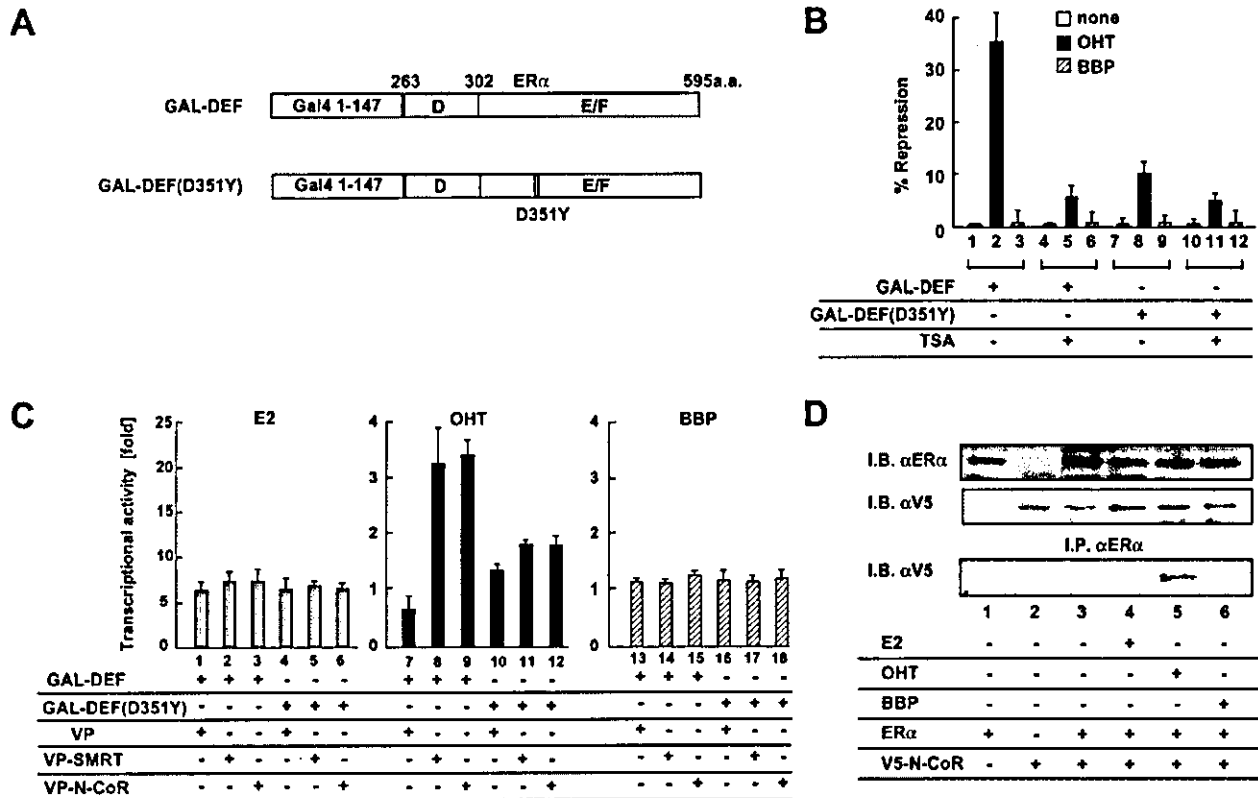 A
263 302 ERα 595a.a.
GAL-DEF Gal4 1-147 D E/F
GAL-DEF(D351Y) Gal4 1-147 D E/F
D351Y
B
% Repression
40
30
20
10
0
none
OHT
BBP
1 2 3 4 5 6 7 8 9 10 11 12
GAL-DEF + + - -
GAL-DEF(D351Y) - - + +
TSA - + - +
C
E2 OHT BBP
Transcriptional activity [fold]
25 4 4
20 3 3
15 2 2
10 1 1
5
0 0 0
1 2 3 4 5 6 7 8 9 10 11 12 13 14 15 16 17 18
GAL-DEF + + + - - - + + + - - - + + + - - -
GAL-DEF(D351Y) - - - + + + - - - + + + - - - + + +
VP + - - + - - + - - + - - + - - + - -
VP-SMRT - + - - + - - + - - + - - + - - + -
VP-N-CoR - - + - - + - - + - - + - - + - - +
D
I.B. αERα
I.B. αV5
I.P. αERα
I.B. αV5
1 2 3 4 5 6
E2 - - - + - -
OHT - - - - + -
BBP - - - - - +
ERα + - + + + +
V5-N-CoR - + + + + +